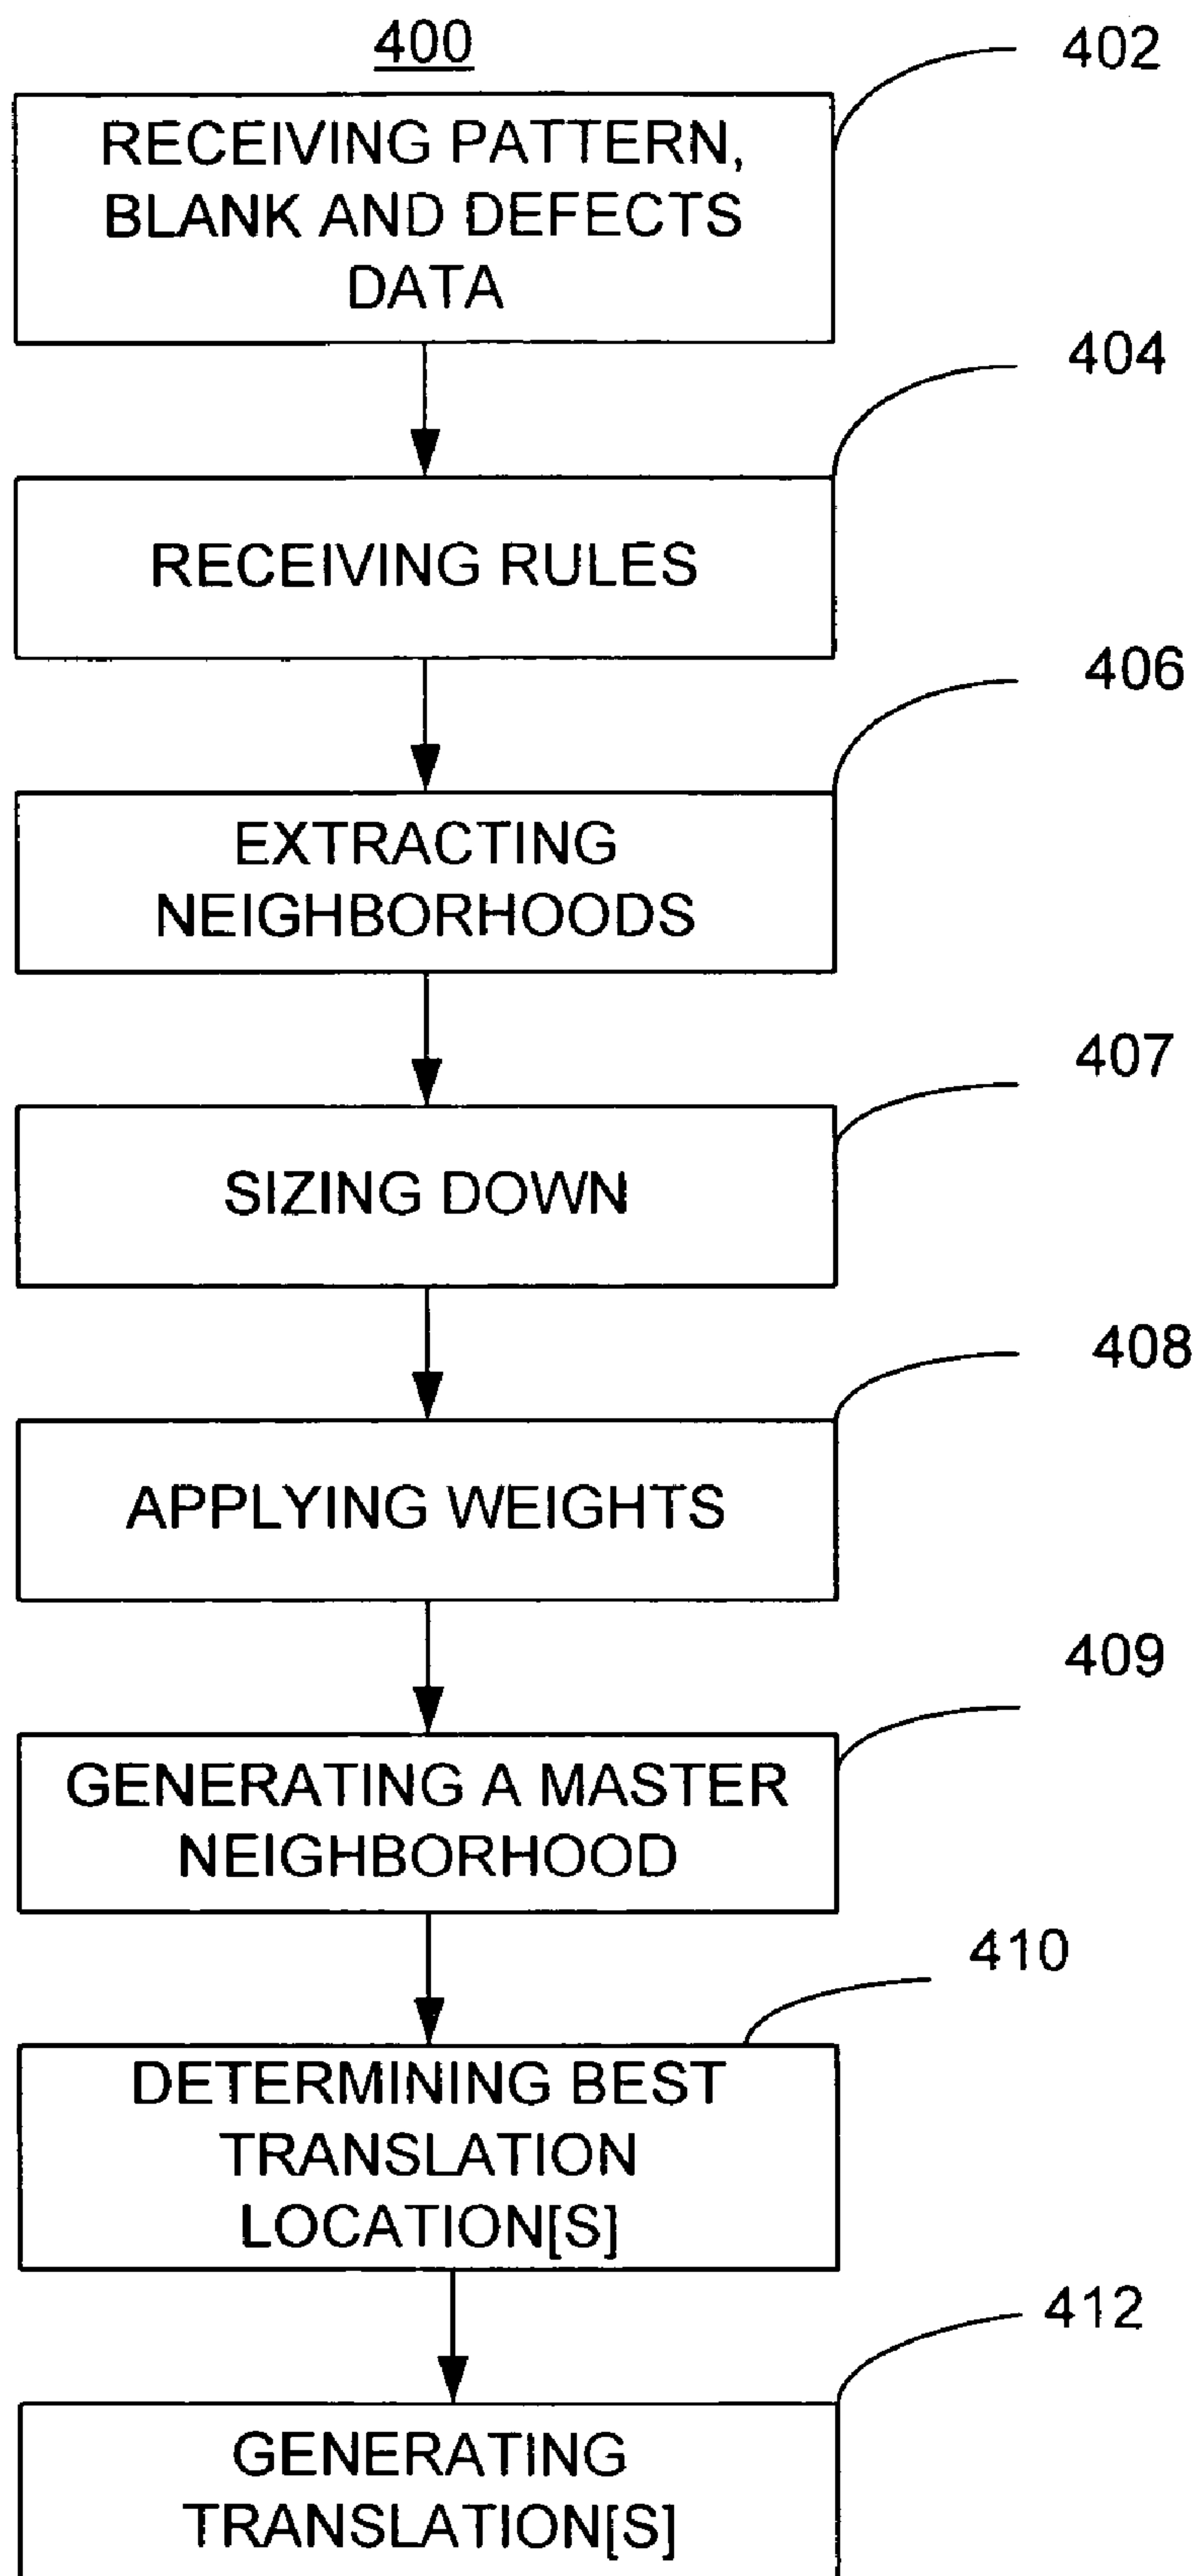 400
402
RECEIVING PATTERN,
BLANK AND DEFECTS
DATA
404
RECEIVING RULES
406
EXTRACTING
NEIGHBORHOODS
407
SIZING DOWN
408
APPLYING WEIGHTS
409
GENERATING A MASTER
NEIGHBORHOOD
410
DETERMINING BEST
TRANSLATION
LOCATION[S]
412
GENERATING
TRANSLATION[S]